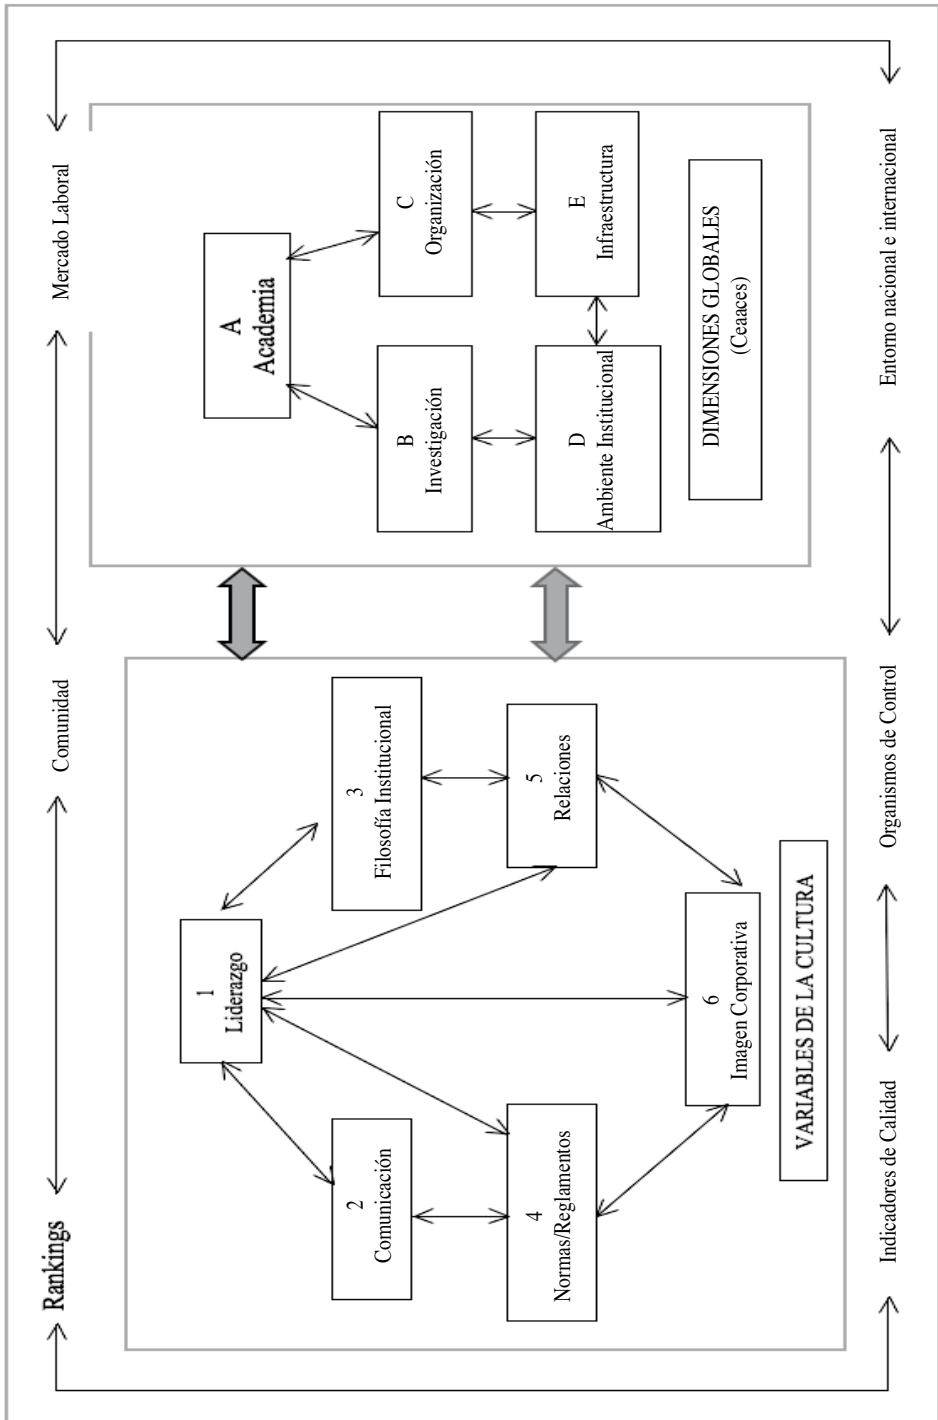 Rankings
Comunidad
Mercado Laboral
1
Liderazgo
2
Comunicación
3
Filosofía Institucional
4
Normas/Reglamentos
5
Relaciones
6
Imagen Corporativa
VARIABLES DE LA CULTURA
A
Academia
B
Investigación
C
Organización
D
Ambiente Institucional
E
Infraestructura
DIMENSIONES GLOBALES
(Ceaaces)
Indicadores de Calidad
Organismos de Control
Entorno nacional e internacional